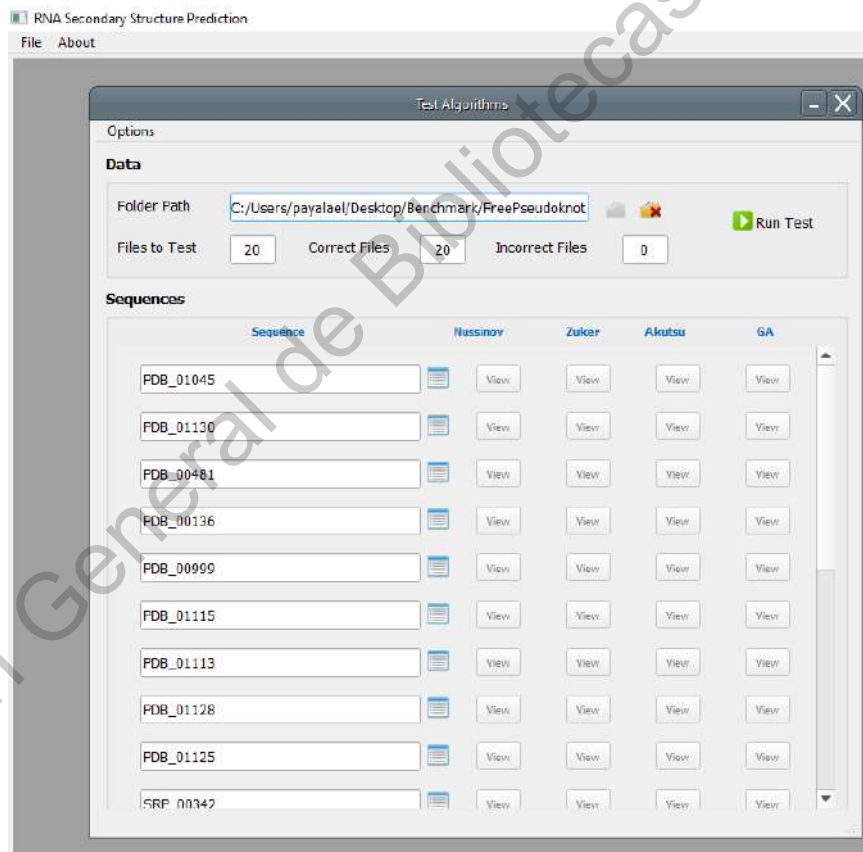 RNA Secondary Structure Prediction
File About
Test Algorithms
Options
Data
Folder Path C:/Users/payalael/Desktop/Benchmark/FreePseudoknot
Run Test
Files to Test 20 Correct Files 20 Incorrect Files 0
Sequences
Sequence Nussinov Zuker Akutsu GA
PDB_01045 View View View View
PDB_01130 View View View View
PDB_00481 View View View View
PDB_00136 View View View View
PDB_00999 View View View View
PDB_01115 View View View View
PDB_01113 View View View View
PDB_01128 View View View View
PDB_01125 View View View View
SRP_00342 View View View View
General de Bibliotecas